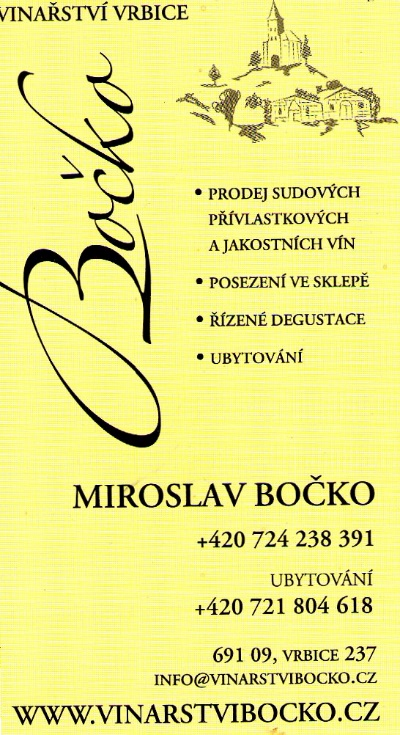 VINAŘSTVÍ VRBICE
Bočko
• PRODEJ SUDOVÝCH
PŘÍVLASTKOVÝCH
A JAKOSTNÍCH VÍN
• POSEZENÍ VE SKLEPĚ
• ŘÍZENÉ DEGUSTACE
• UBYTOVÁNÍ
MIROSLAV BOČKO
+420 724 238 391
UBYTOVÁNÍ
+420 721 804 618
691 09, VRBICE 237
INFO@VINARSTVIBOCKO.CZ
WWW.VINARSTVIBOCKO.CZ